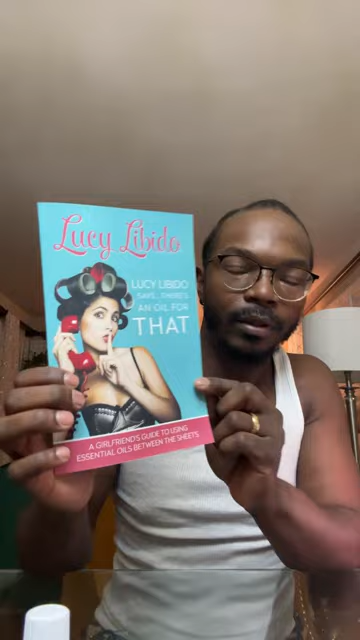 Lucy Libido
LUCY LIBIDO
SAYS....THERE'S
AN OIL FOR
THAT
A GIRLFRIEND'S GUIDE TO USING
ESSENTIAL OILS BETWEEN THE SHEETS